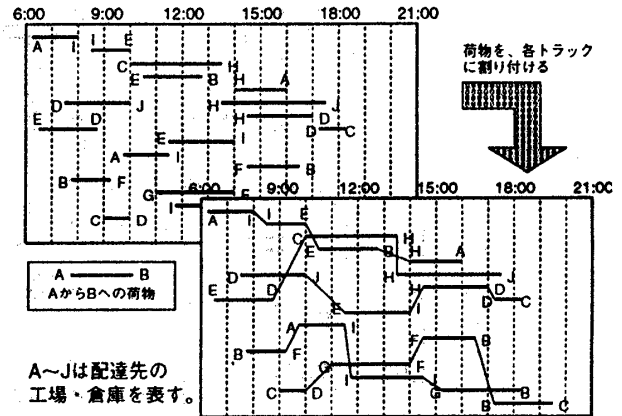 6:00 9:00 12:00 15:00 18:00 21:00
A I I E
C H
E B H A
D J H J
E D H D
D C
E I
A I
F B
B F
G F
C D I
荷物を、各トラック
に割り付ける
A B
AからBへの荷物
A〜Jは配達先の
工場・倉庫を表す。
6:00 9:00 12:00 15:00 18:00 21:00
A I I E
C H
E B H A
D J H J
E D H D
E I D C
A I F B
B F
G F
C D I G B
B C